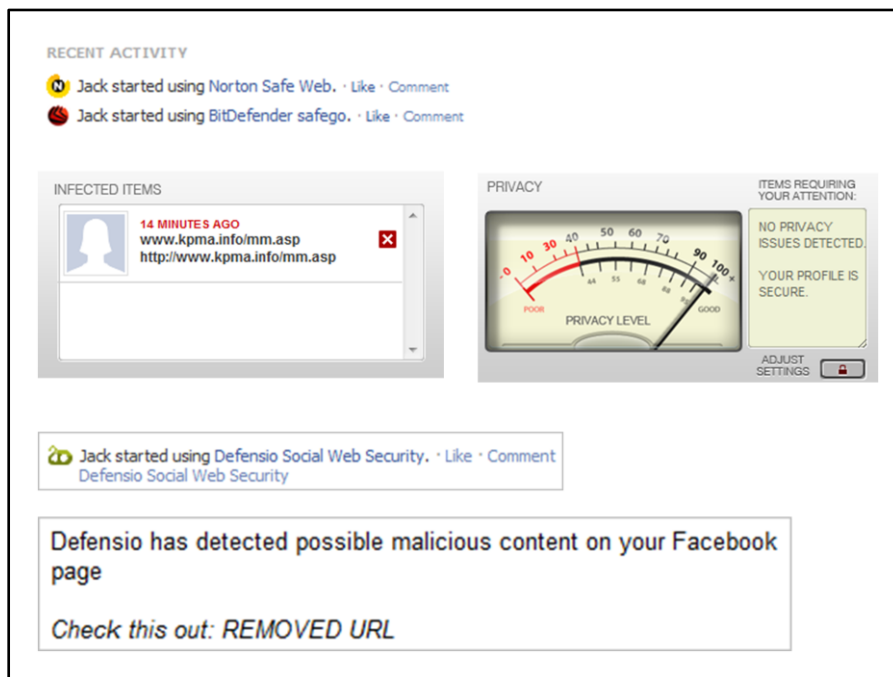 RECENT ACTIVITY
Jack started using Norton Safe Web. · Like · Comment
Jack started using BitDefender safego. · Like · Comment
INFECTED ITEMS
14 MINUTES AGO
www.kpma.info/mm.asp
http://www.kpma.info/mm.asp
PRIVACY
ITEMS REQUIRING
YOUR ATTENTION:
NO PRIVACY
ISSUES DETECTED.
YOUR PROFILE IS
SECURE.
0 10 30 40 50 60 70 90 100
44 55 68 88
POOR
GOOD
PRIVACY LEVEL
ADJUST
SETTINGS
Jack started using Defensio Social Web Security. · Like · Comment
Defensio Social Web Security
Defensio has detected possible malicious content on your Facebook
page
Check this out: REMOVED URL